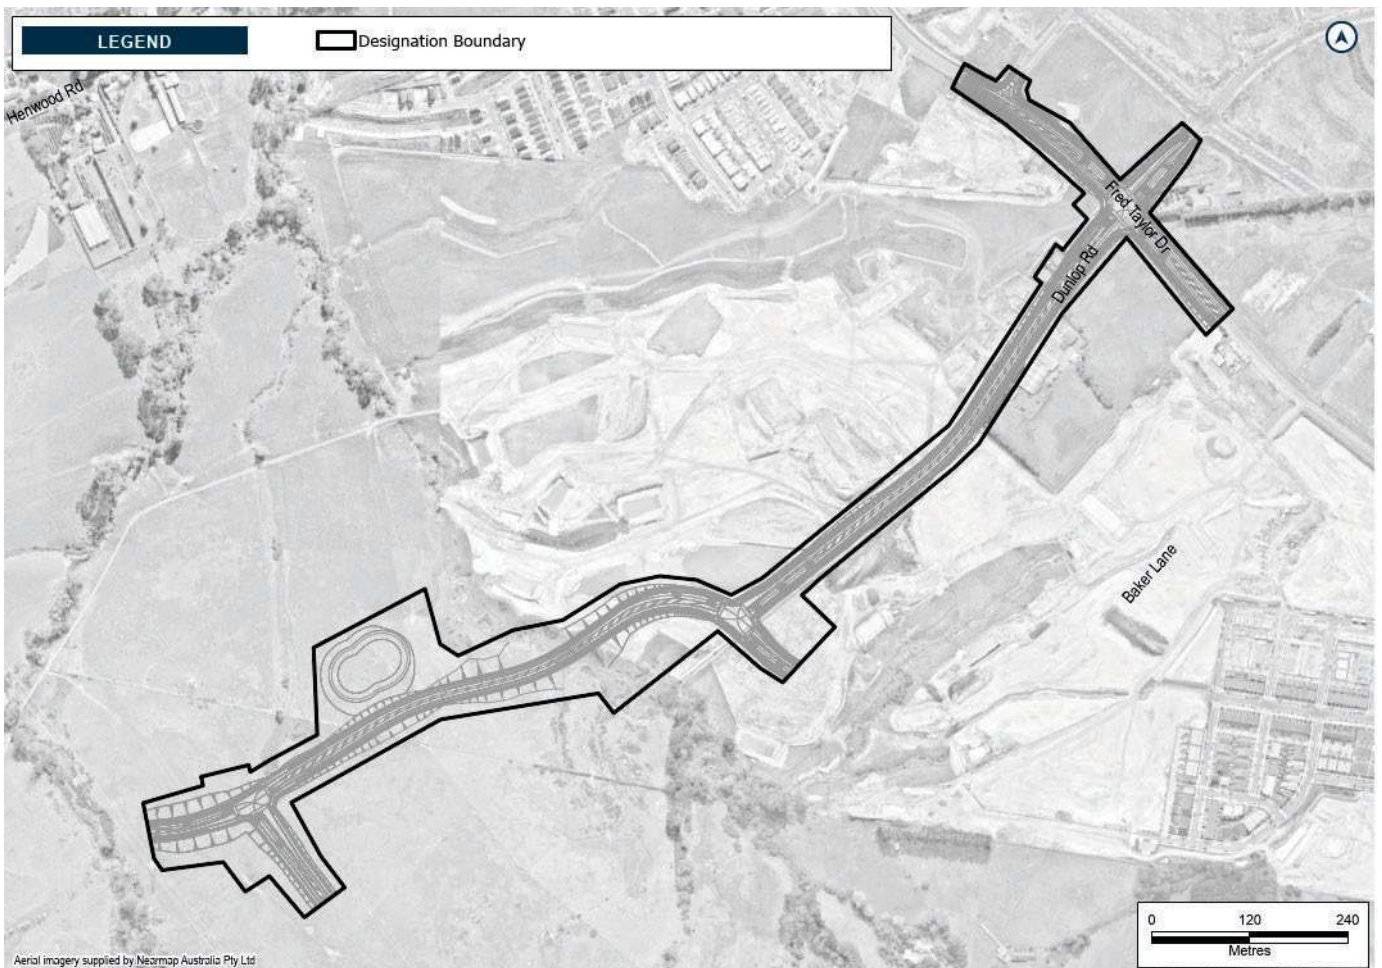 LEGEND
Designation Boundary
Henwood Rd
Fred Taylor Dr
Dunlop Rd
Baker Lane
0 120 240
Metres
Aerial imagery supplied by Nearmap Australia Pty Ltd